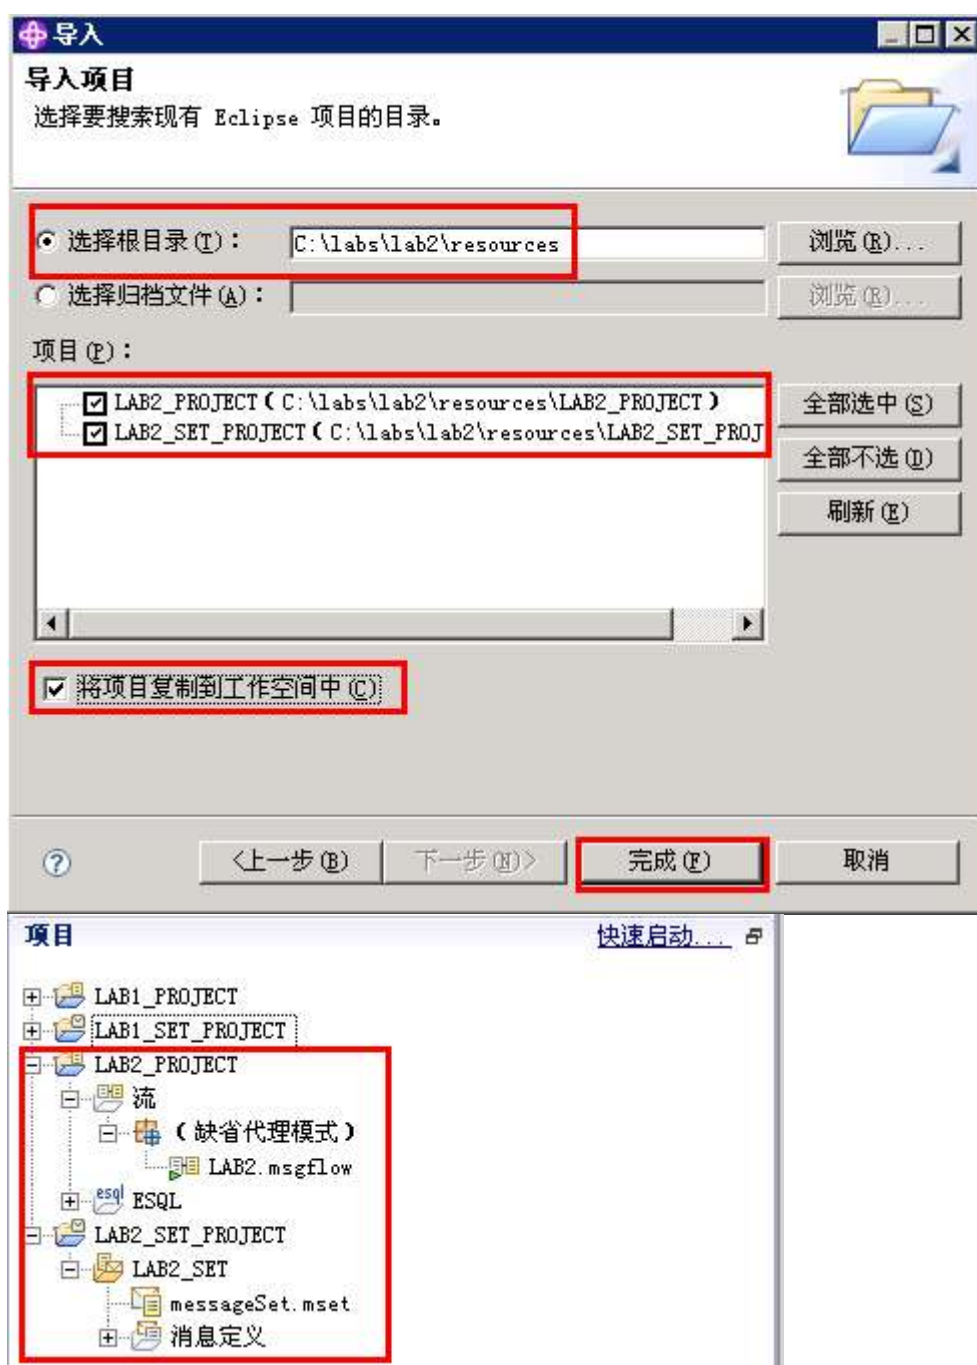 导入
导入项目
选择要搜索现有 Eclipse 项目的目录。
选择根目录(T)： C:\labs\lab2\resources 浏览(R)...
选择归档文件(A)： 浏览(R)...
项目(P)：
LAB2_PROJECT(C:\labs\lab2\resources\LAB2_PROJECT) 全部选中(S)
LAB2_SET_PROJECT(C:\labs\lab2\resources\LAB2_SET_PROJ
全部不选(D)
刷新(E)
将项目复制到工作空间中(C)
? <上一步(B) 下一步(N)> 完成(F) 取消
项目 快速启动...
LAB1_PROJECT
LAB1_SET_PROJECT
LAB2_PROJECT
流
(缺省代理模式)
LAB2.msgflow
esql ESQL
LAB2_SET_PROJECT
LAB2_SET
messageSet.mset
消息定义